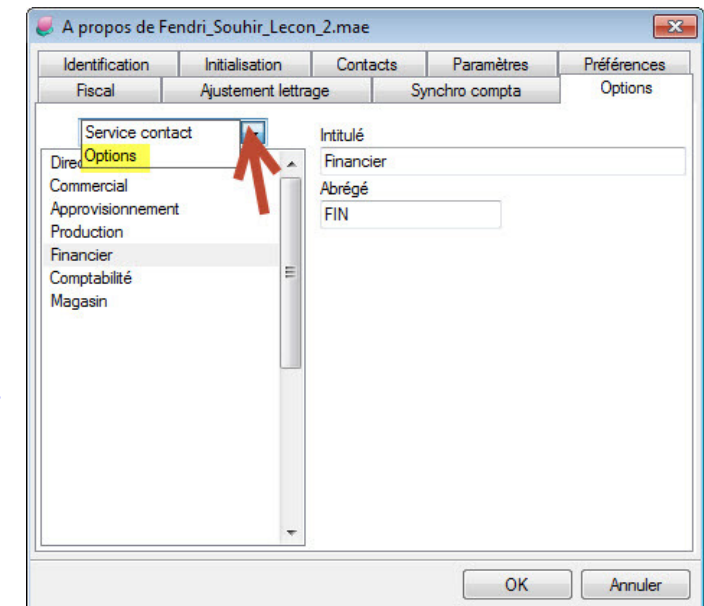 A propos de Fendri_Souhir_Lecon_2.mae
Identification Initialisation Contacts Paramètres Préférences
Fiscal Ajustement lettrage Synchro compta Options
Service contact
Options
Intitulé
Financier
Abrégé
FIN
Commercial
Approvisionnement
Production
Financier
Comptabilité
Magasin
OK Annuler